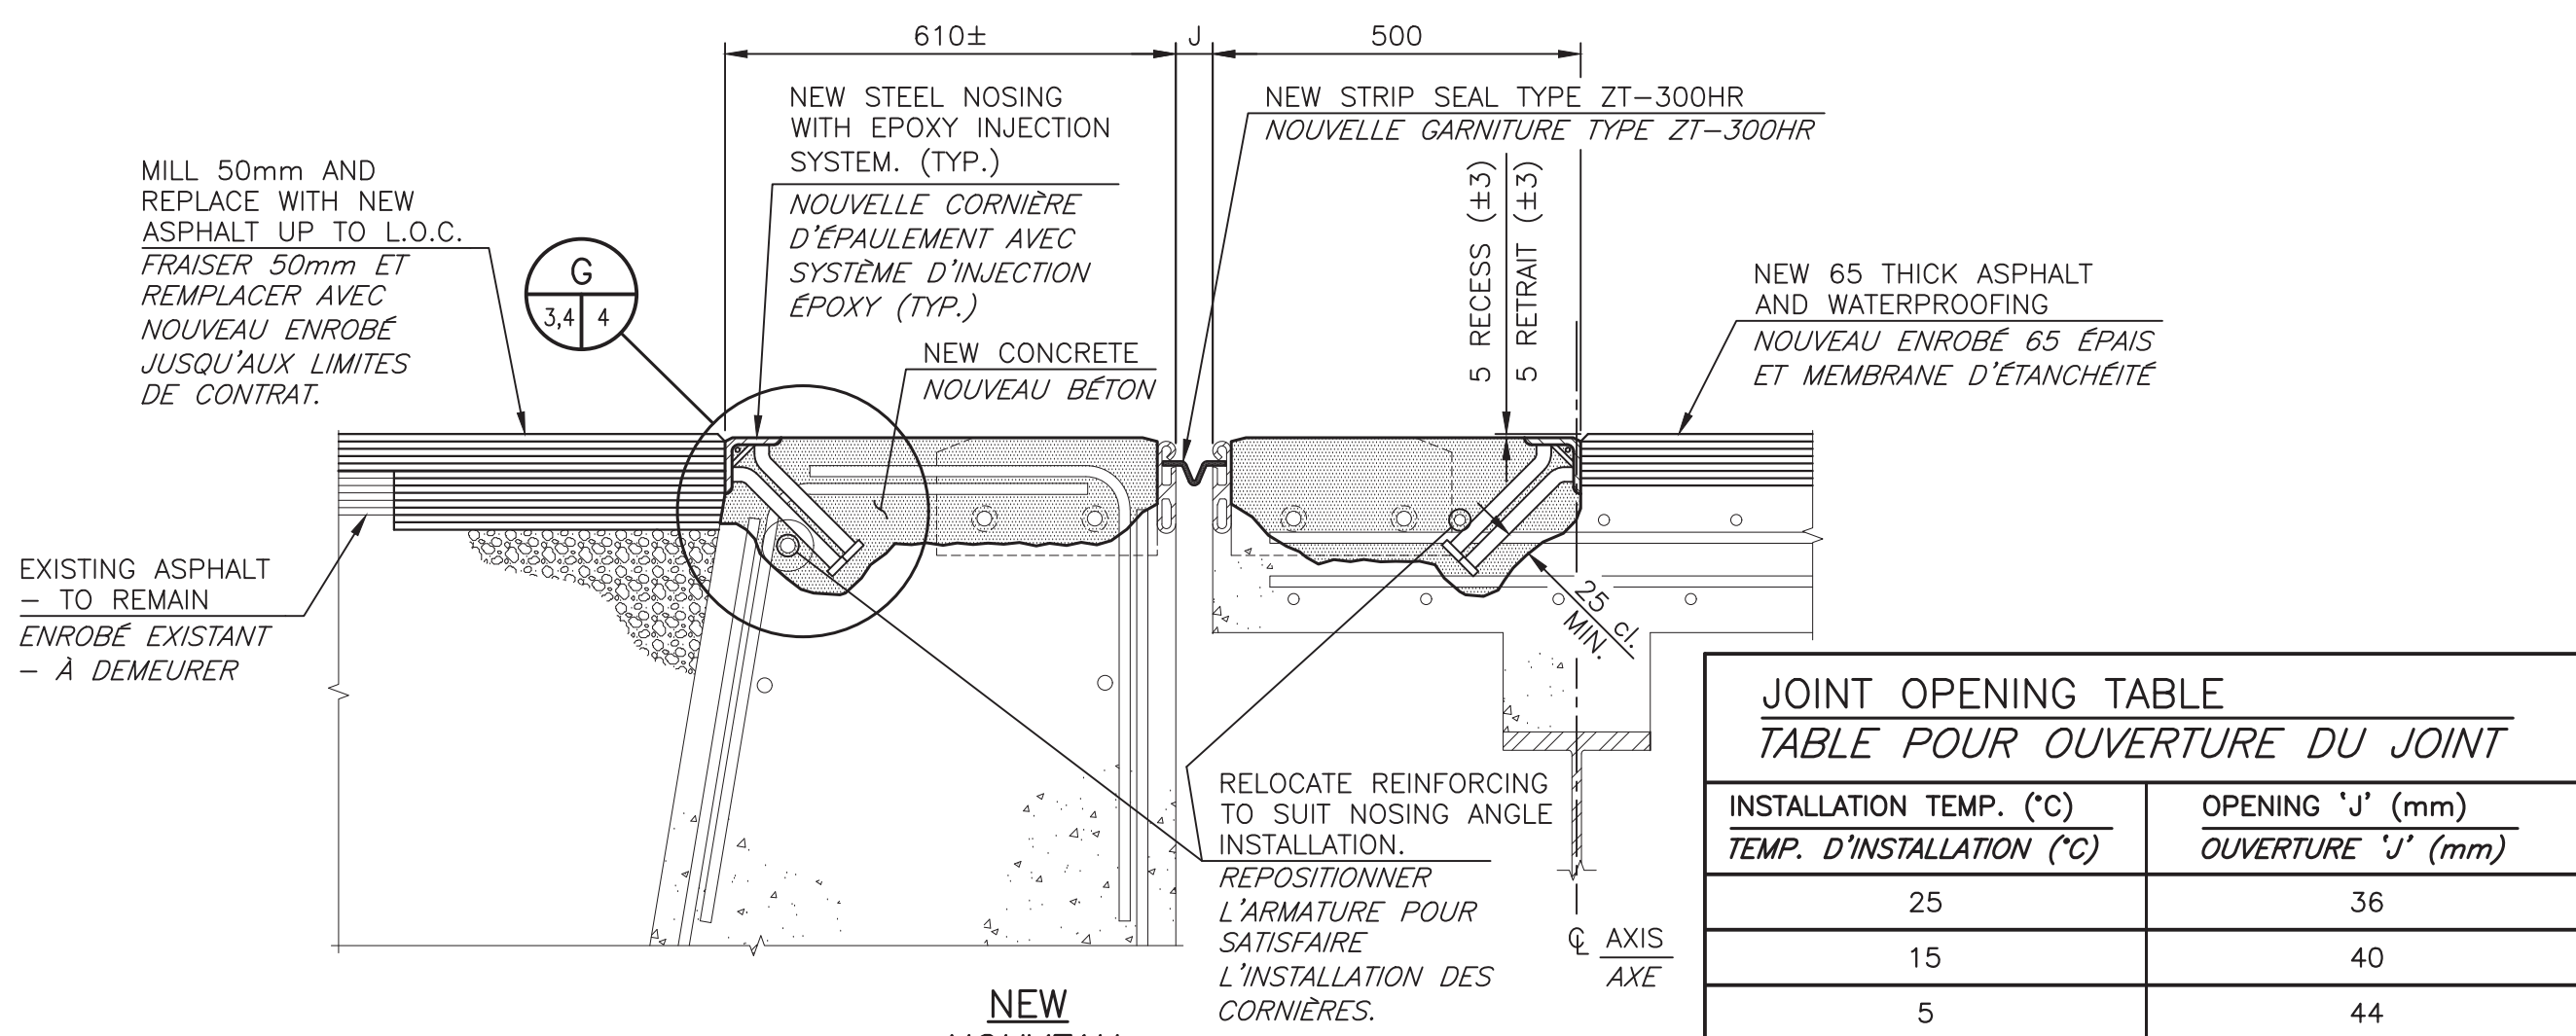 610±
J
500
NEW STEEL NOSING
WITH EPOXY INJECTION
SYSTEM. (TYP.)
NOUVELLE CORNIÈRE
D'ÉPAULEMENT AVEC
SYSTÈME D'INJECTION
ÉPOXY (TYP.)
NEW STRIP SEAL TYPE ZT-300HR
NOUVELLE GARNITURE TYPE ZT-300HR
MILL 50mm AND
REPLACE WITH NEW
ASPHALT UP TO L.O.C.
FRAISER 50mm ET
REMPLACER AVEC
NOUVEAU ENROBÉ
JUSQU'AUX LIMITES
DE CONTRAT.
G
3,4 4
NEW CONCRETE
NOUVEAU BÉTON
5 RECESS (±3)
5 RETRAIT (±3)
NEW 65 THICK ASPHALT
AND WATERPROOFING
NOUVEAU ENROBÉ 65 ÉPAIS
ET MEMBRANE D'ÉTANCHÉITÉ
EXISTING ASPHALT
- TO REMAIN
ENROBÉ EXISTANT
- À DEMEURER
25 cl.
MIN.
RELOCATE REINFORCING
TO SUIT NOSING ANGLE
INSTALLATION.
REPOSITIONNER
L'ARMATURE POUR
SATISFAIRE
L'INSTALLATION DES
CORNIÈRES.
℄ AXIS
AXE
NEW
JOINT OPENING TABLE
TABLE POUR OUVERTURE DU JOINT
INSTALLATION TEMP. (°C) OPENING 'J' (mm)
TEMP. D'INSTALLATION (°C) OUVERTURE 'J' (mm)
25 36
15 40
5 44